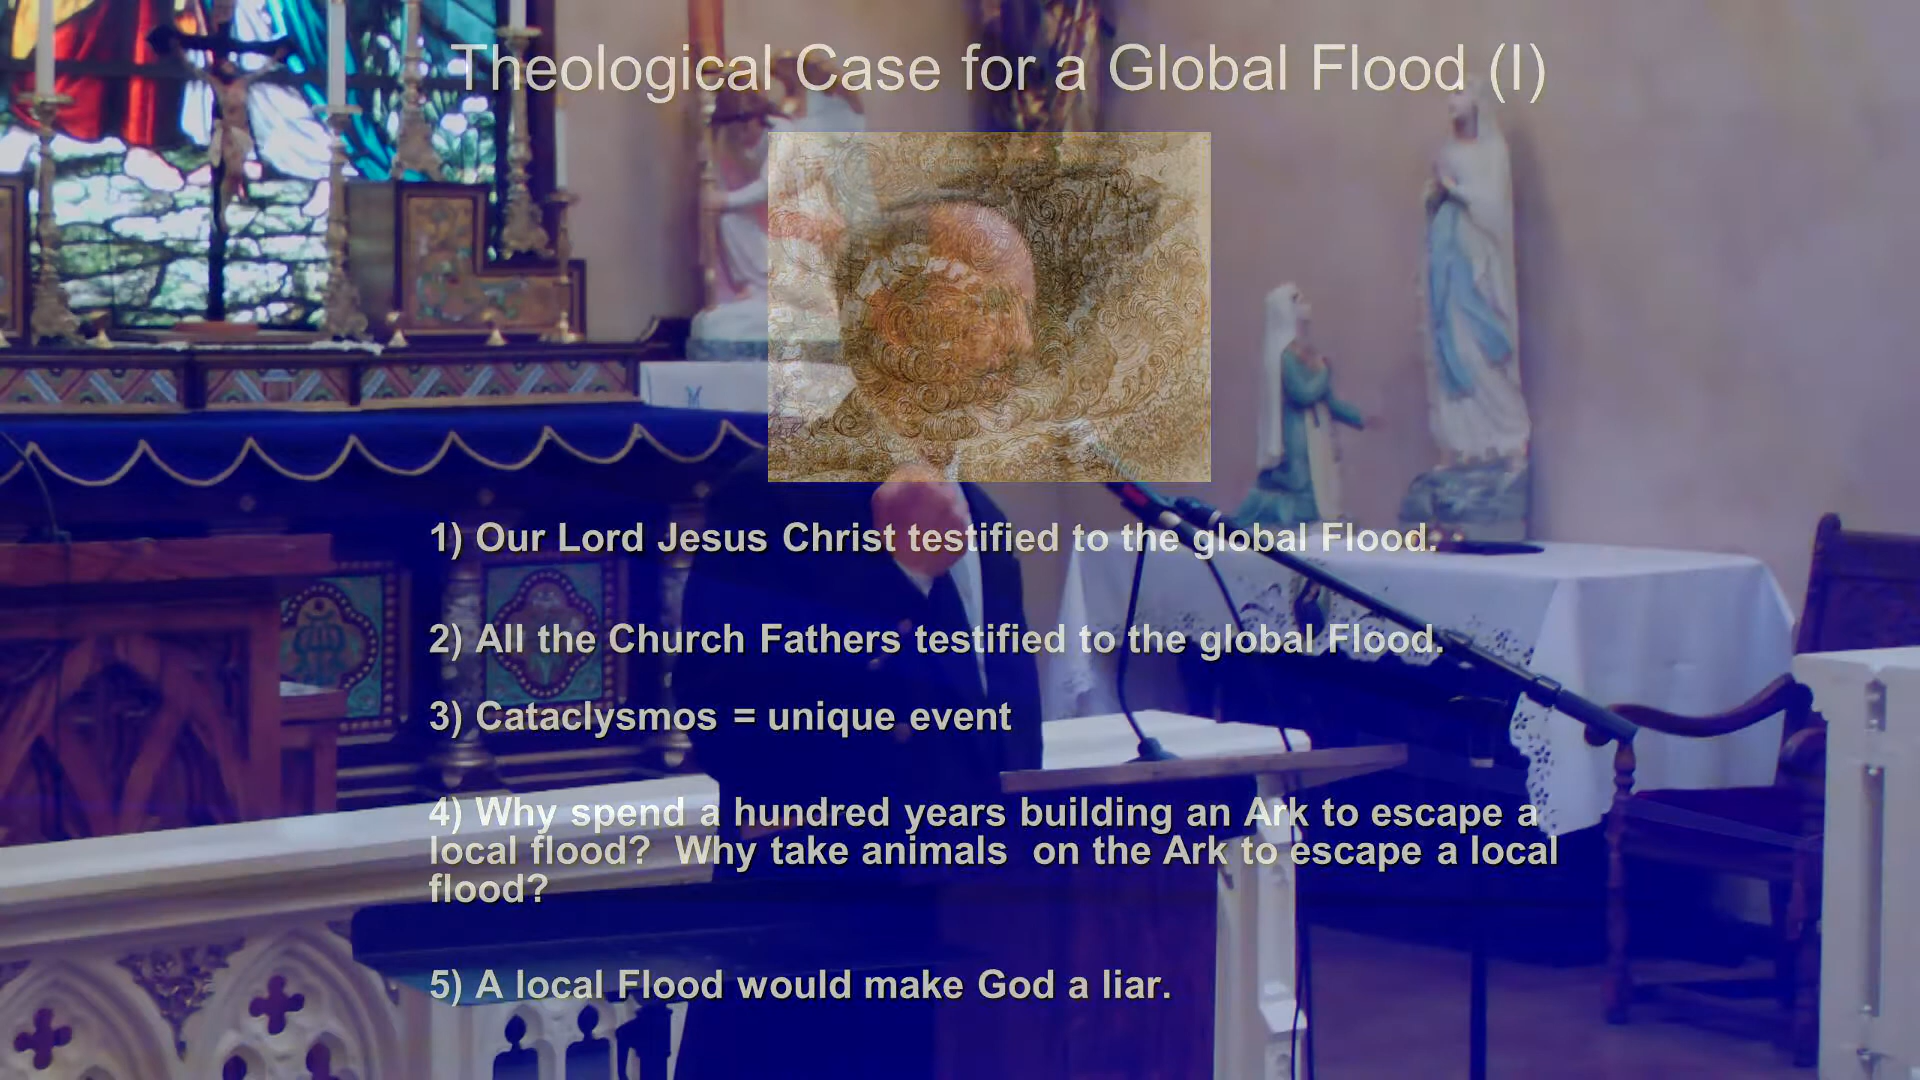 Theological Case for a Global Flood (I)
1) Our Lord Jesus Christ testified to the global Flood.
2) All the Church Fathers testified to the global Flood.
3) Cataclysmos = unique event
4) Why spend a hundred years building an Ark to escape a
local flood?  Why take animals  on the Ark to escape a local
flood?
5) A local Flood would make God a liar.